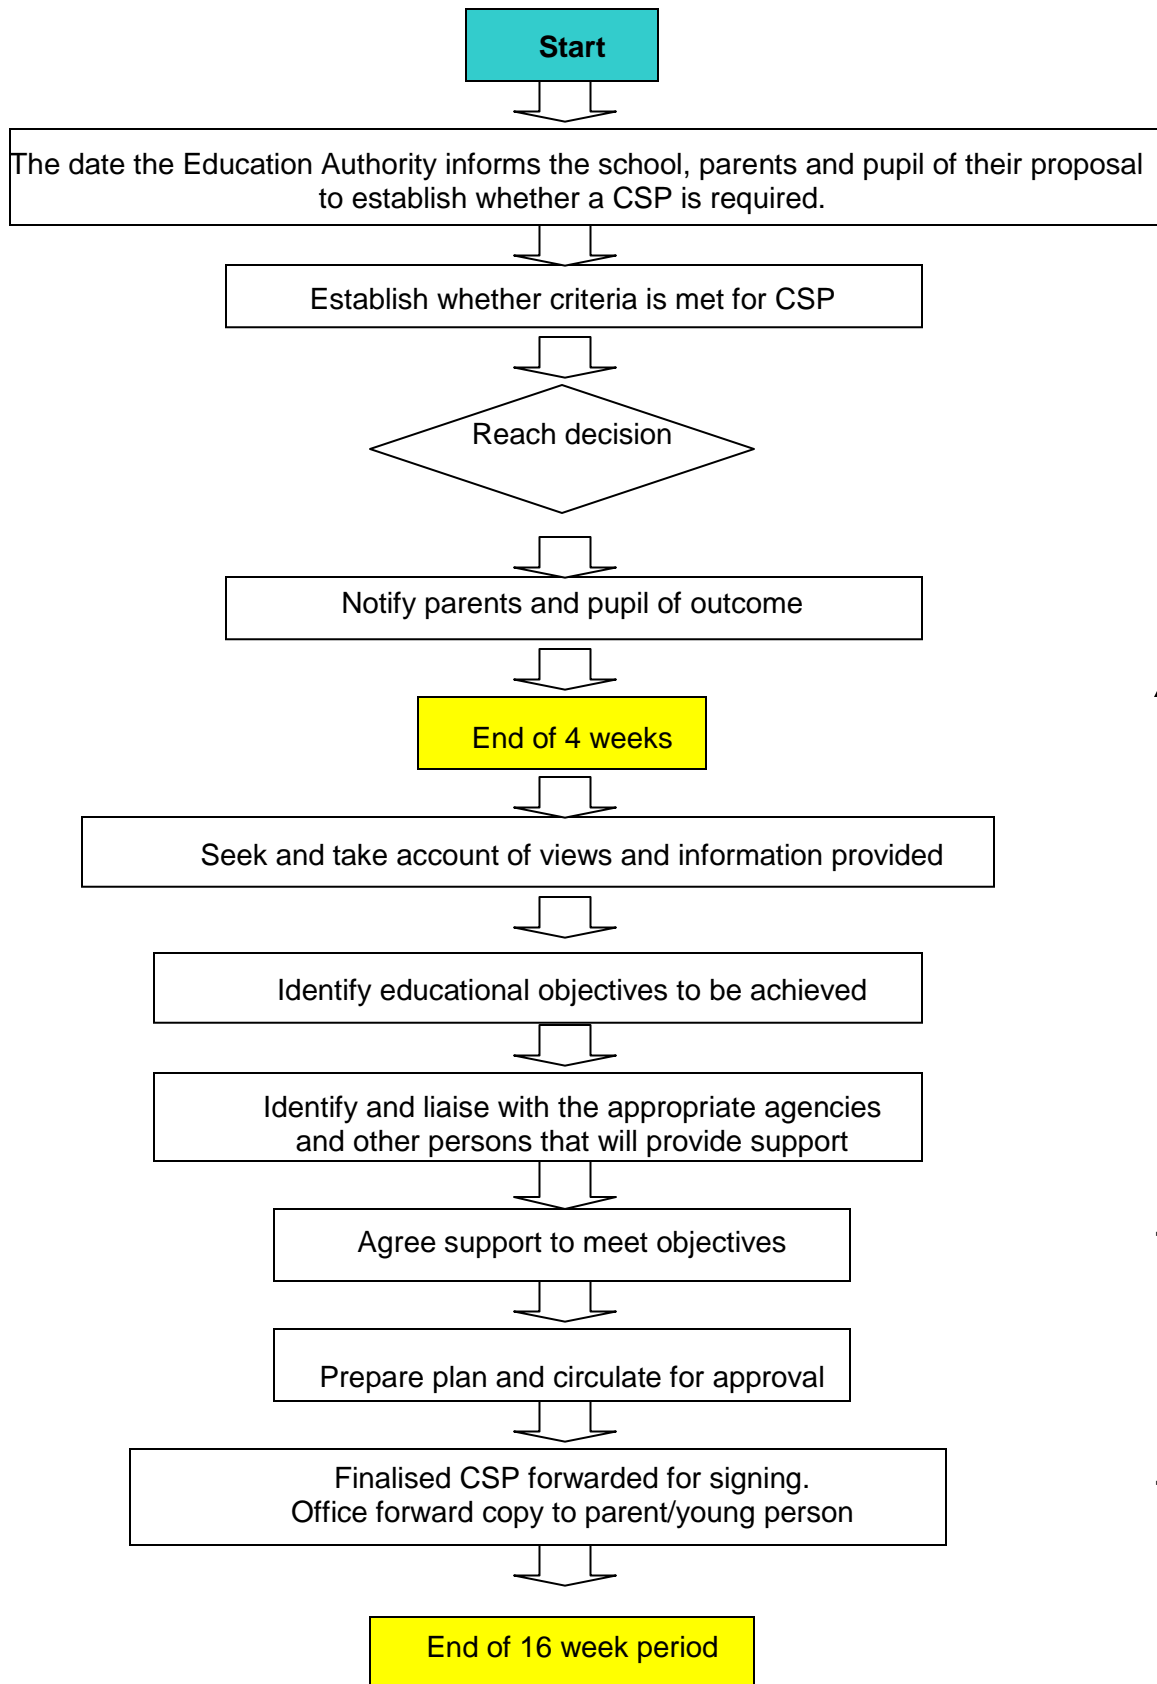 Start
The date the Education Authority informs the school, parents and pupil of their proposal
to establish whether a CSP is required.
Establish whether criteria is met for CSP
Reach decision
Notify parents and pupil of outcome
End of 4 weeks
Seek and take account of views and information provided
Identify educational objectives to be achieved
Identify and liaise with the appropriate agencies
and other persons that will provide support
Agree support to meet objectives
Prepare plan and circulate for approval
Finalised CSP forwarded for signing.
Office forward copy to parent/young person
End of 16 week period